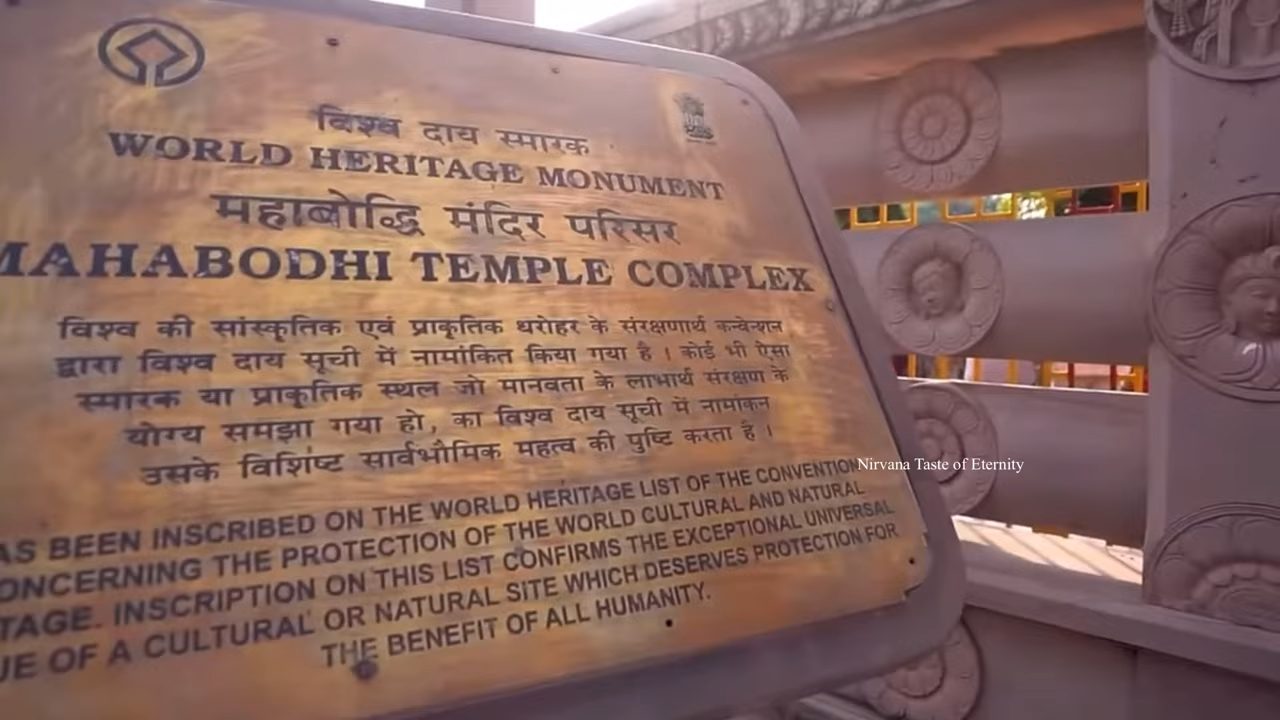 विश्व दाय स्मारक
WORLD HERITAGE MONUMENT
महाबोद्धि मंदिर परिसर
MAHABODHI TEMPLE COMPLEX
विश्व की सांस्कृतिक एवं प्राकृतिक धरोहर के संरक्षणार्थ कन्वेन्शन
द्वारा विश्व दाय सूची में नामांकित किया गया है । कोई भी ऐसा
स्मारक या प्राकृतिक स्थल जो मानवता के लाभार्थ संरक्षण के
योग्य समझा गया हो, का विश्व दाय सूची में नामांकन
उसके विशिष्ट सार्वभौमिक महत्व की पुष्टि करता है ।
AS BEEN INSCRIBED ON THE WORLD HERITAGE LIST OF THE CONVENTION
ONCERNING THE PROTECTION OF THE WORLD CULTURAL AND NATURAL
TAGE. INSCRIPTION ON THIS LIST CONFIRMS THE EXCEPTIONAL UNIVERSAL
UE OF A CULTURAL OR NATURAL SITE WHICH DESERVES PROTECTION FOR
THE BENEFIT OF ALL HUMANITY.
Nirvana Taste of Eternity